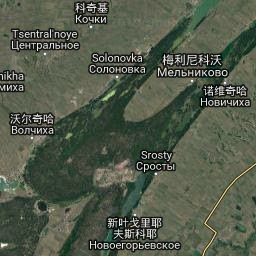 科奇基
Кочки
Tsentral'noye
Центральное
Solonovka
Солоновка
梅利尼科沃
Мельниково
nikha
миха
诺维奇哈
Новичиха
沃尔奇哈
Волчиха
Srosty
Сросты
新叶戈里耶
夫斯科耶
Новоегорьевское